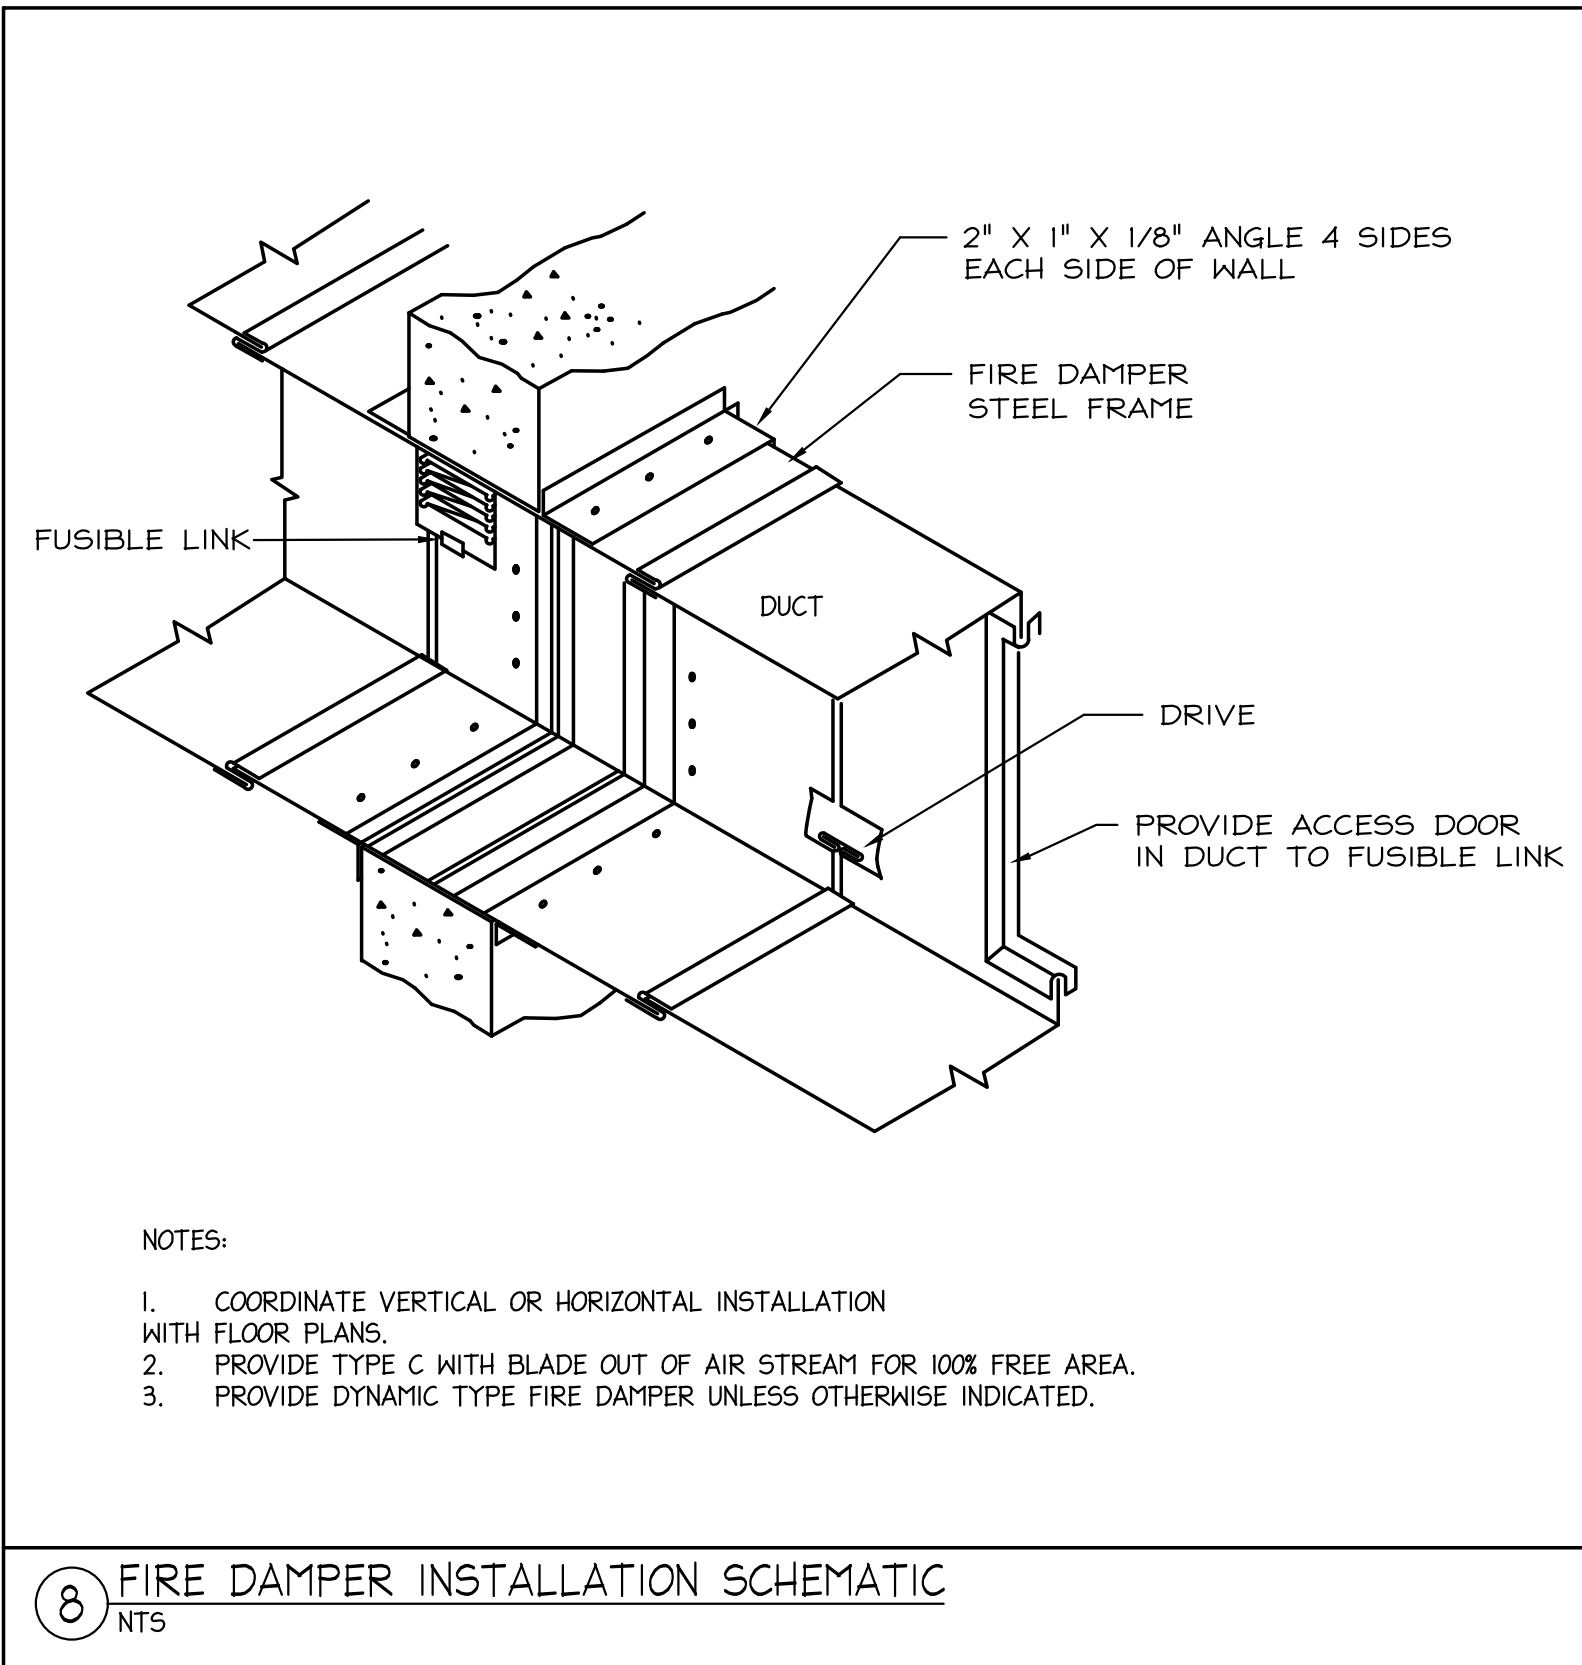 2" X 1" X 1/8" ANGLE 4 SIDES
EACH SIDE OF WALL
FIRE DAMPER
STEEL FRAME
FUSIBLE LINK
DUCT
DRIVE
PROVIDE ACCESS DOOR
IN DUCT TO FUSIBLE LINK
NOTES:
1. COORDINATE VERTICAL OR HORIZONTAL INSTALLATION
WITH FLOOR PLANS.
2. PROVIDE TYPE C WITH BLADE OUT OF AIR STREAM FOR 100% FREE AREA.
3. PROVIDE DYNAMIC TYPE FIRE DAMPER UNLESS OTHERWISE INDICATED.
8 FIRE DAMPER INSTALLATION SCHEMATIC
NTS